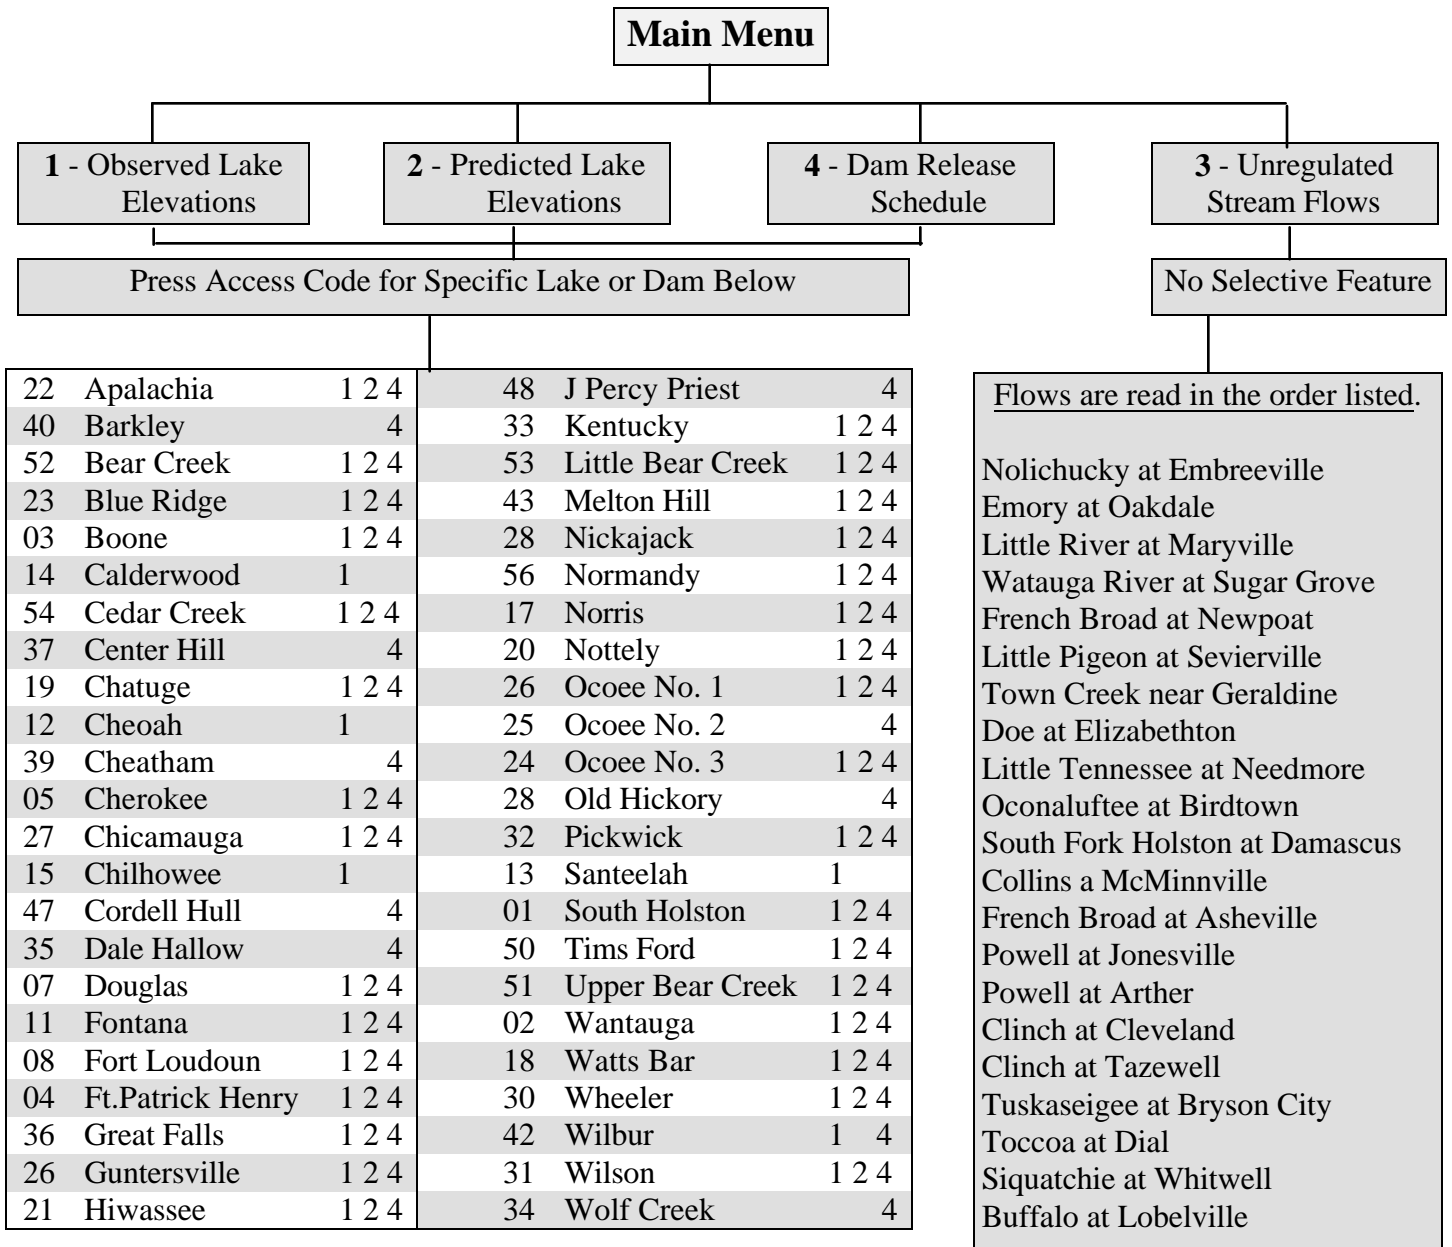 Main Menu
1 - Observed Lake
Elevations
2 - Predicted Lake
Elevations
4 - Dam Release
Schedule
3 - Unregulated
Stream Flows
Press Access Code for Specific Lake or Dam Below
No Selective Feature
22 Apalachia 1 2 4
40 Barkley 4
52 Bear Creek 1 2 4
23 Blue Ridge 1 2 4
03 Boone 1 2 4
14 Calderwood 1
54 Cedar Creek 1 2 4
37 Center Hill 4
19 Chatuge 1 2 4
12 Cheoah 1
39 Cheatham 4
05 Cherokee 1 2 4
27 Chicamauga 1 2 4
15 Chilhowee 1
47 Cordell Hull 4
35 Dale Hallow 4
07 Douglas 1 2 4
11 Fontana 1 2 4
08 Fort Loudoun 1 2 4
04 Ft.Patrick Henry 1 2 4
36 Great Falls 1 2 4
26 Guntersville 1 2 4
21 Hiwassee 1 2 4
48 J Percy Priest 4
33 Kentucky 1 2 4
53 Little Bear Creek 1 2 4
43 Melton Hill 1 2 4
28 Nickajack 1 2 4
56 Normandy 1 2 4
17 Norris 1 2 4
20 Nottely 1 2 4
26 Ocoee No. 1 1 2 4
25 Ocoee No. 2 4
24 Ocoee No. 3 1 2 4
28 Old Hickory 4
32 Pickwick 1 2 4
13 Santeelah 1
01 South Holston 1 2 4
50 Tims Ford 1 2 4
51 Upper Bear Creek 1 2 4
02 Wantauga 1 2 4
18 Watts Bar 1 2 4
30 Wheeler 1 2 4
42 Wilbur 1 4
31 Wilson 1 2 4
34 Wolf Creek 4
Flows are read in the order listed.
Nolichucky at Embreeville
Emory at Oakdale
Little River at Maryville
Watauga River at Sugar Grove
French Broad at Newpoat
Little Pigeon at Sevierville
Town Creek near Geraldine
Doe at Elizabethton
Little Tennessee at Needmore
Oconaluftee at Birdtown
South Fork Holston at Damascus
Collins a McMinnville
French Broad at Asheville
Powell at Jonesville
Powell at Arther
Clinch at Cleveland
Clinch at Tazewell
Tuskaseigee at Bryson City
Toccoa at Dial
Siquatchie at Whitwell
Buffalo at Lobelville